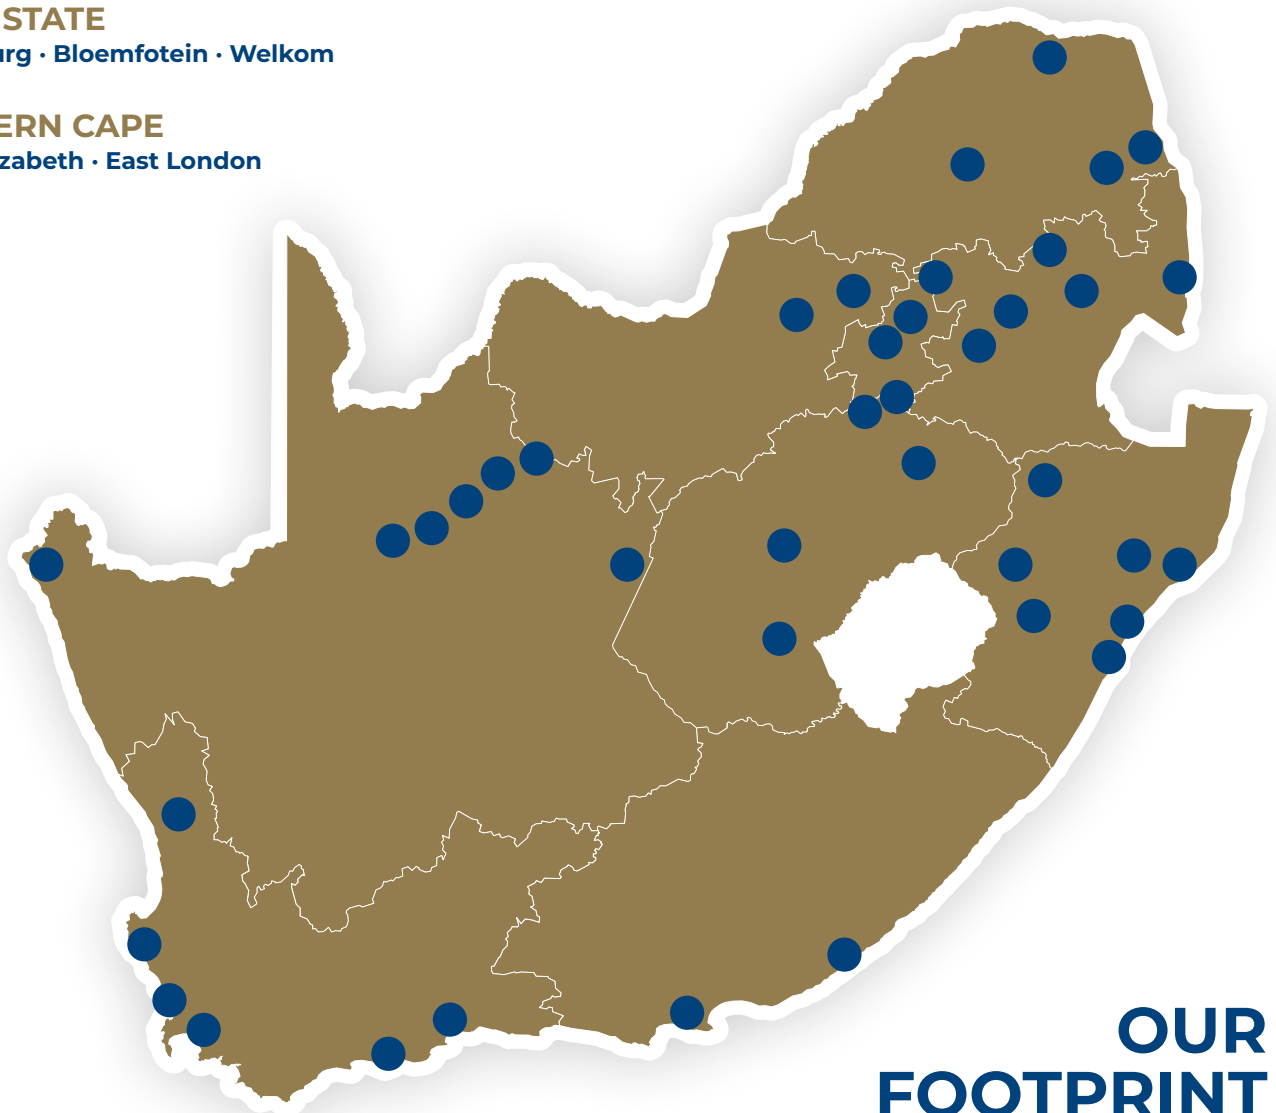 STATE
urg · Bloemfotein · Welkom
ERN CAPE
zabeth · East London
OUR
FOOTPRINT